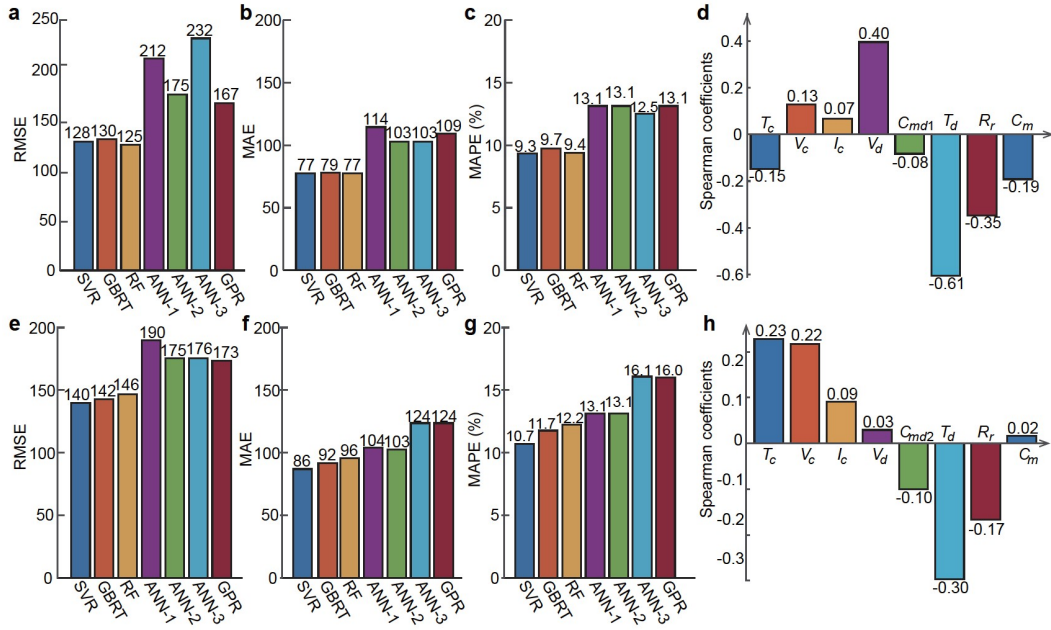 a
RMSE
250
200
150
100
50
0
128
130
125
212
175
232
167
SVR
GBRT
RF
ANN-1
ANN-2
ANN-3
GPR
b
MAE
200
150
100
50
0
77
79
77
114
103
103
109
SVR
GBRT
RF
ANN-1
ANN-2
ANN-3
GPR
c
MAPE (%)
20
15
10
5
0
9.3
9.7
9.4
13.1
13.1
12.5
13.1
SVR
GBRT
RF
ANN-1
ANN-2
ANN-3
GPR
d
Spearman coefficients
0.4
0.2
0
-0.2
-0.4
-0.6
Tc
Vc
Ic
Vd
Cmd1
Td
Rr
Cm
-0.15
0.13
0.07
0.40
-0.08
-0.61
-0.35
-0.19
e
RMSE
200
150
100
50
0
140
142
146
190
175
176
173
SVR
GBRT
RF
ANN-1
ANN-2
ANN-3
GPR
f
MAE
200
150
100
50
0
86
92
96
104
103
124
124
SVR
GBRT
RF
ANN-1
ANN-2
ANN-3
GPR
g
MAPE (%)
20
15
10
5
0
10.7
11.7
12.2
13.1
13.1
16.1
16.0
SVR
GBRT
RF
ANN-1
ANN-2
ANN-3
GPR
h
Spearman coefficients
0.2
0.1
0
-0.1
-0.2
-0.3
Tc
Vc
Ic
Vd
Cmd2
Td
Rr
Cm
0.23
0.22
0.09
0.03
-0.10
-0.30
-0.17
0.02